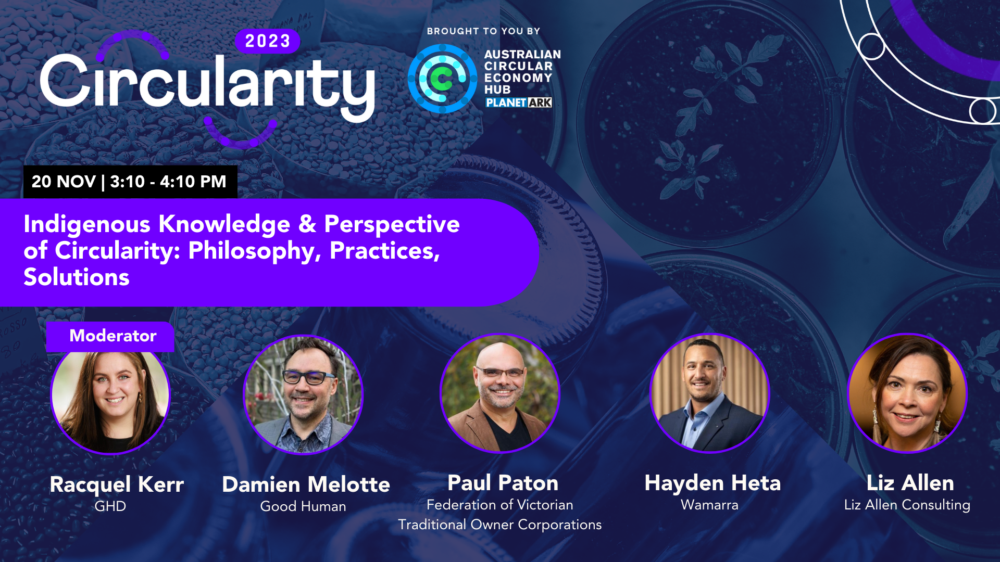 2023
Circularity
BROUGHT TO YOU BY
AUSTRALIAN
CIRCULAR
ECONOMY
HUB
PLANET ARK
20 NOV | 3:10 - 4:10 PM
Indigenous Knowledge & Perspective
of Circularity: Philosophy, Practices,
Solutions
Moderator
Racquel Kerr
GHD
Damien Melotte
Good Human
Paul Paton
Federation of Victorian
Traditional Owner Corporations
Hayden Heta
Wamarra
Liz Allen
Liz Allen Consulting